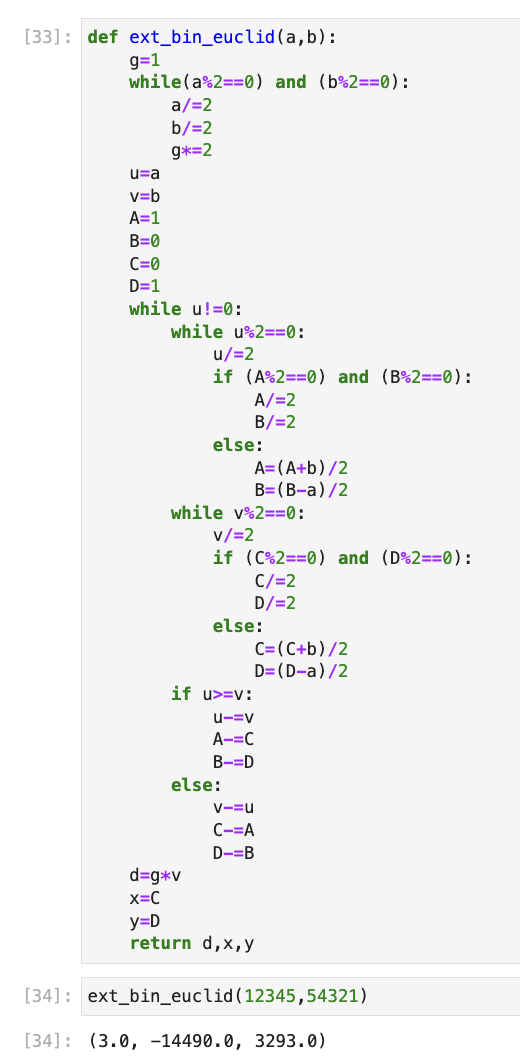 [33]: def ext_bin_euclid(a,b):
    g=1
    while(a%2==0) and (b%2==0):
        a/=2
        b/=2
        g*=2
    u=a
    v=b
    A=1
    B=0
    C=0
    D=1
    while u!=0:
        while u%2==0:
            u/=2
            if (A%2==0) and (B%2==0):
                A/=2
                B/=2
            else:
                A=(A+b)/2
                B=(B-a)/2
        while v%2==0:
            v/=2
            if (C%2==0) and (D%2==0):
                C/=2
                D/=2
            else:
                C=(C+b)/2
                D=(D-a)/2
        if u>=v:
            u-=v
            A-=C
            B-=D
        else:
            v-=u
            C-=A
            D-=B
    d=g*v
    x=C
    y=D
    return d,x,y
[34]: ext_bin_euclid(12345,54321)
[34]: (3.0, -14490.0, 3293.0)